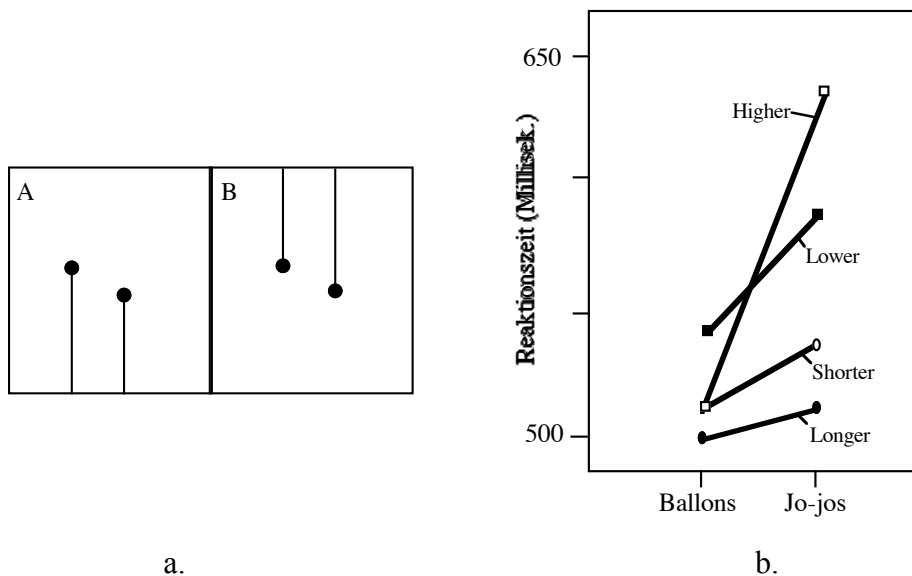 A
B
a.
650
500
Reaktionszeit (Millisek.)
Higher
Lower
Shorter
Longer
Ballons
Jo-jos
b.